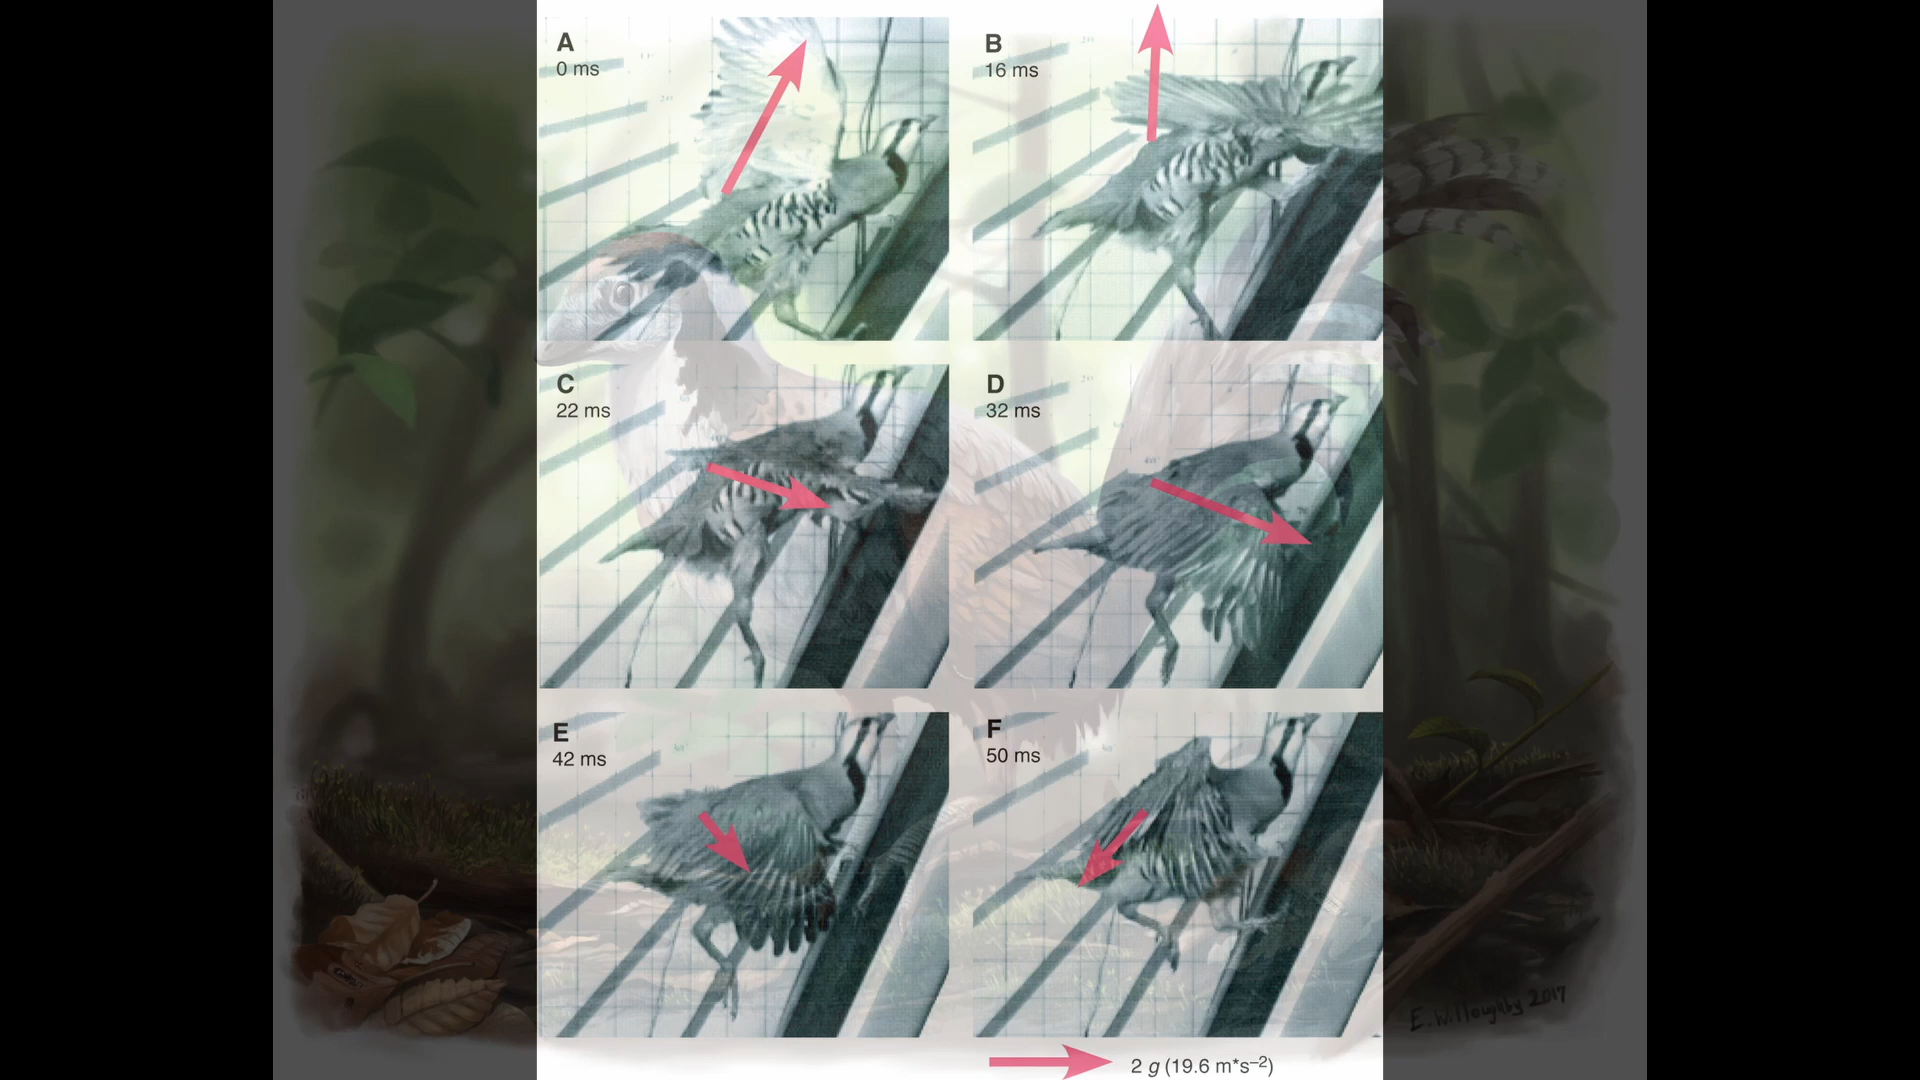 A
0 ms
B
16 ms
C
22 ms
D
32 ms
E
42 ms
F
50 ms
2 g (19.6 m*s–2)
E. Willoughby 2017